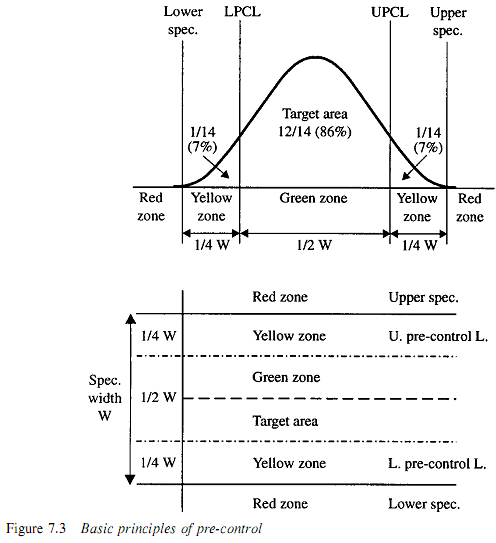 Lower spec.
LPCL
UPCL
Upper spec.
1/14 (7%)
Target area
12/14 (86%)
1/14 (7%)
Red zone
Yellow zone
Green zone
Yellow zone
Red zone
1/4 W
1/2 W
1/4 W
Red zone
Upper spec.
1/4 W
Yellow zone
U. pre-control L.
Green zone
Spec. width W
1/2 W
Target area
1/4 W
Yellow zone
L. pre-control L.
Red zone
Lower spec.
Figure 7.3 Basic principles of pre-control